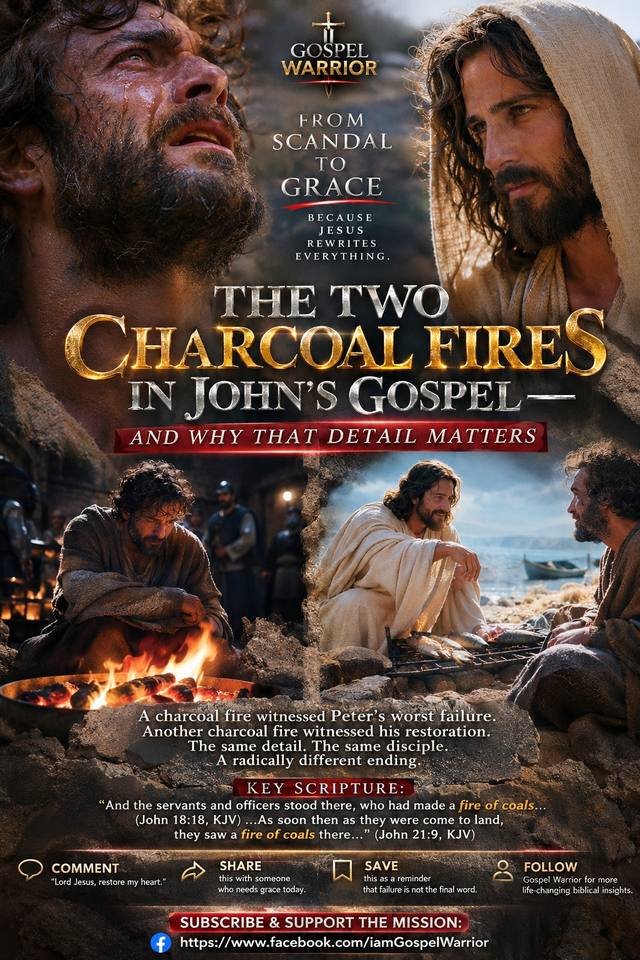 GOSPEL
WARRIOR
FROM
SCANDAL
TO
GRACE
BECAUSE
JESUS
REWRITES
EVERYTHING.
THE TWO
CHARCOAL FIRES
IN JOHN'S GOSPEL—
AND WHY THAT DETAIL MATTERS
A charcoal fire witnessed Peter's worst failure.
Another charcoal fire witnessed his restoration.
The same detail. The same disciple.
A radically different ending.
KEY SCRIPTURE:
"And the servants and officers stood there, who had made a fire of coals...
(John 18:18, KJV) ...As soon then as they were come to land,
they saw a fire of coals there..." (John 21:9, KJV)
COMMENT
"Lord Jesus, restore my heart."
SHARE
this with someone
who needs grace today.
SAVE
this as a reminder
that failure is not the final word.
FOLLOW
Gospel Warrior for more
life-changing biblical insights.
SUBSCRIBE & SUPPORT THE MISSION:
https://www.facebook.com/iamGospelWarrior